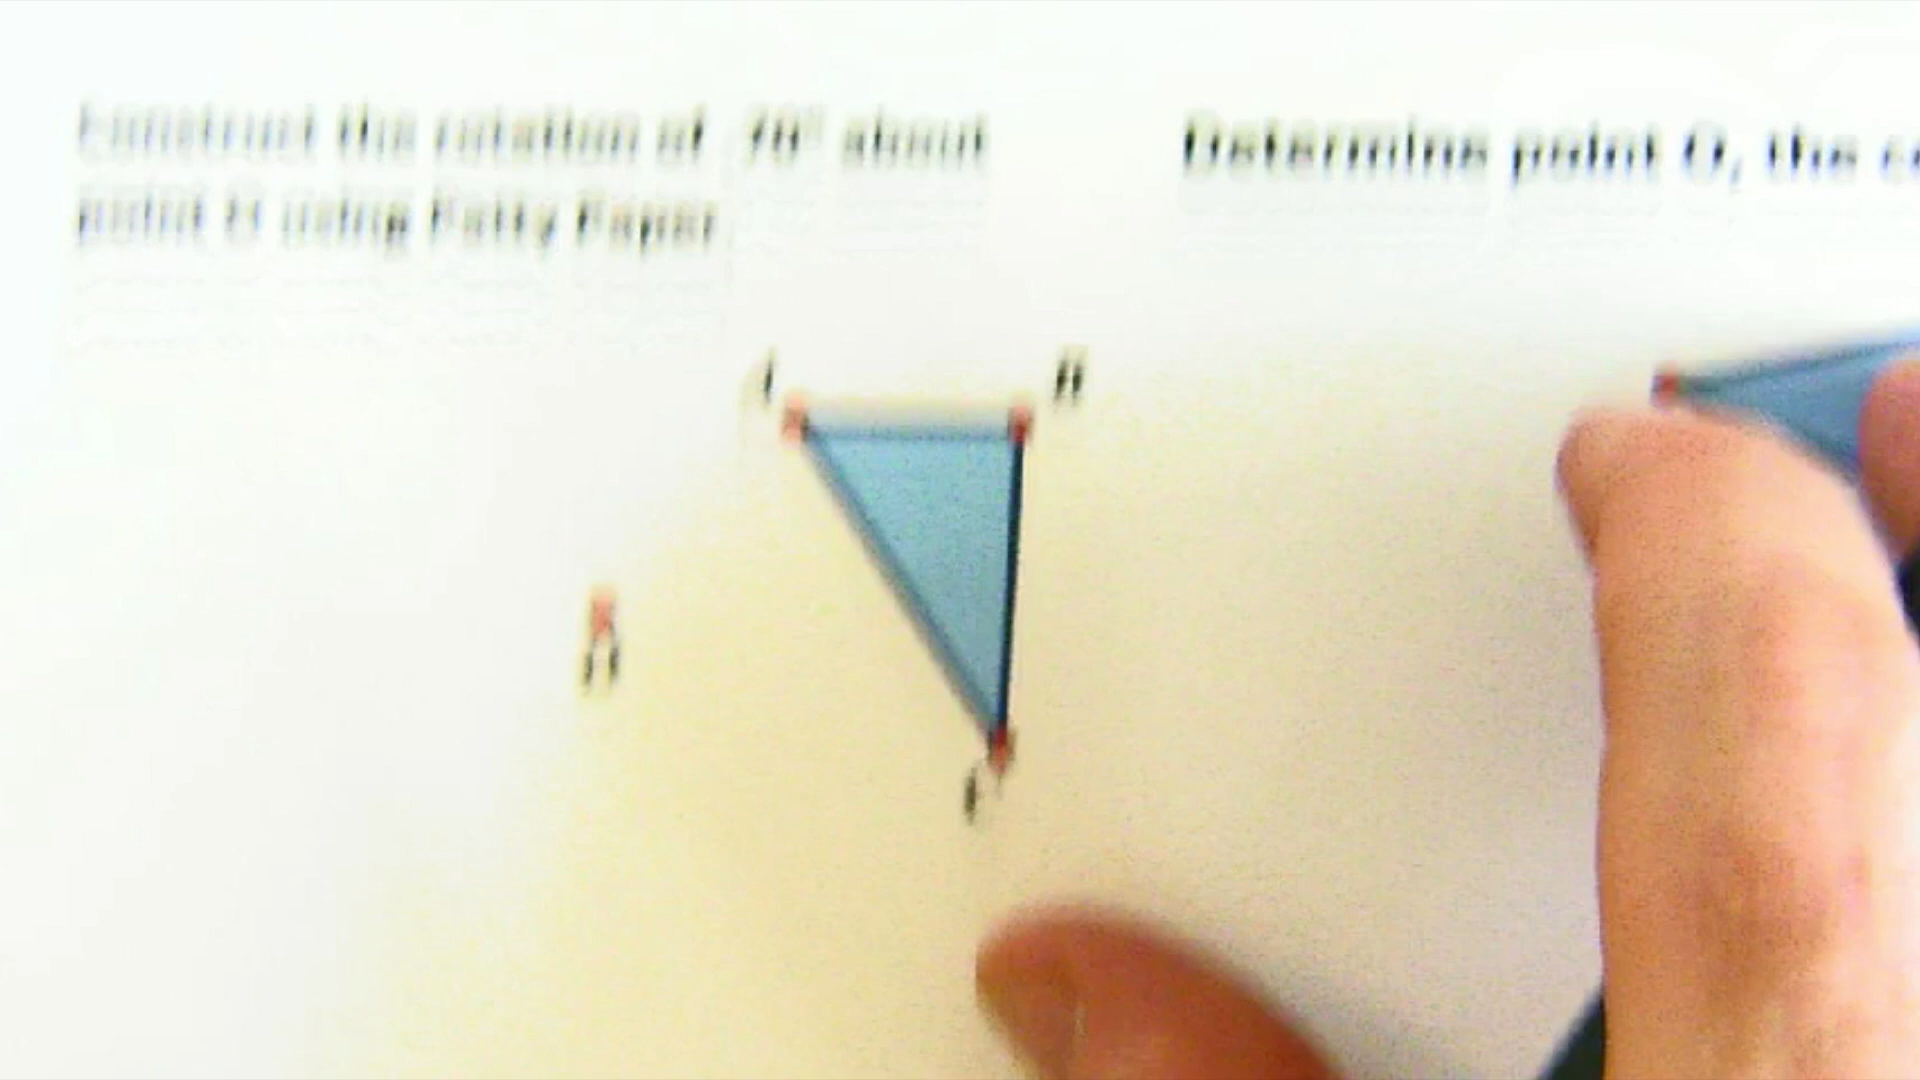 Construct the rotation of 70° about
point O using Patty Paper
Determine point O, the